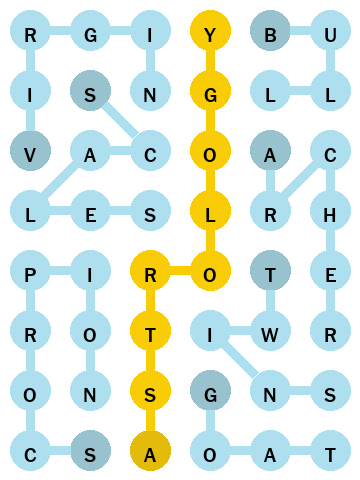 R G I Y B U
I S N G L L
V A C O A C
L E S L R H
P I R O T E
R O T I W R
O N S G N S
C S A O A T